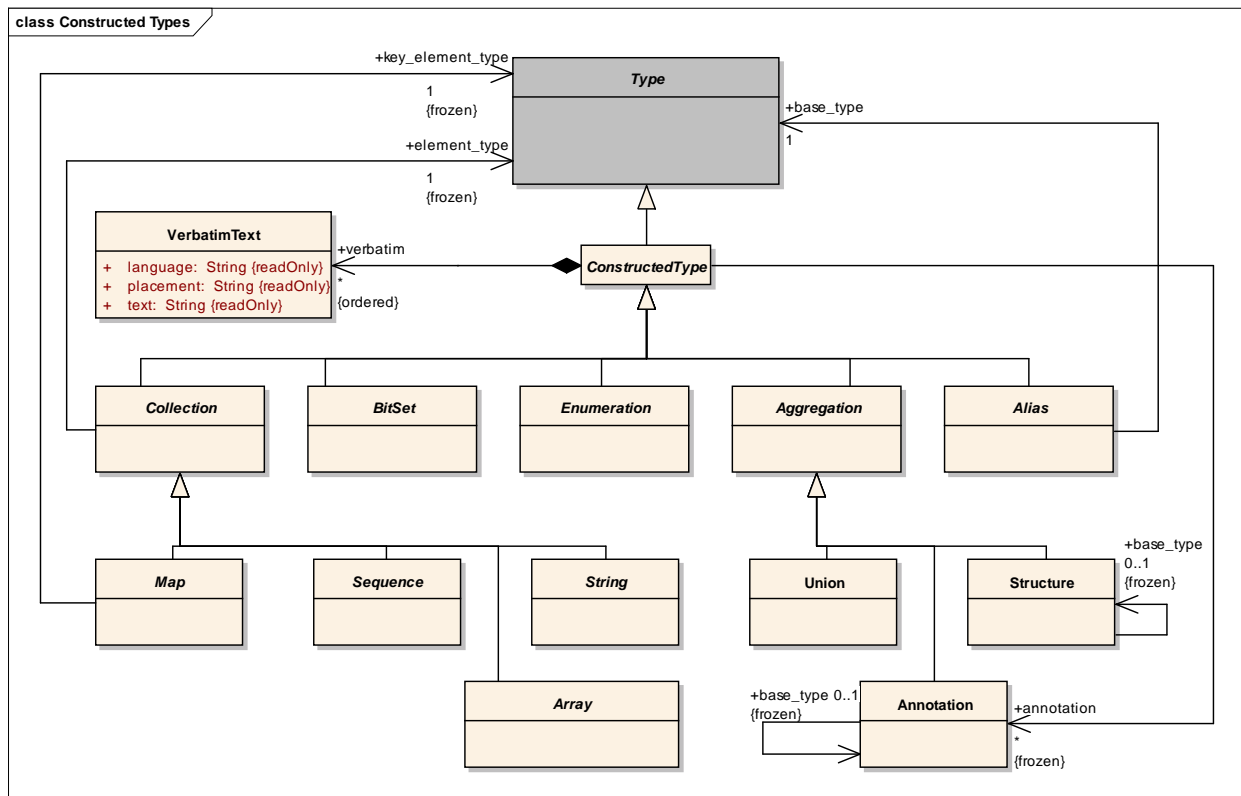 class Constructed Types
+key_element_type
1
{frozen}
Type
+base_type
1
+element_type
1
{frozen}
VerbatimText
+ language: String {readOnly}
+ placement: String {readOnly}
+ text: String {readOnly}
+verbatim
*
{ordered}
ConstructedType
Collection
BitSet
Enumeration
Aggregation
Alias
Map
Sequence
String
Union
Structure
+base_type
0..1
{frozen}
Array
+base_type 0..1
{frozen}
Annotation
+annotation
*
{frozen}